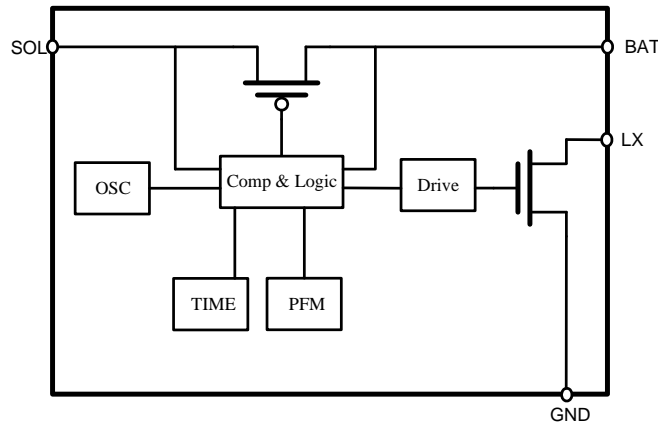 SOL
BAT
LX
Comp & Logic
OSC
Drive
TIME
PFM
GND